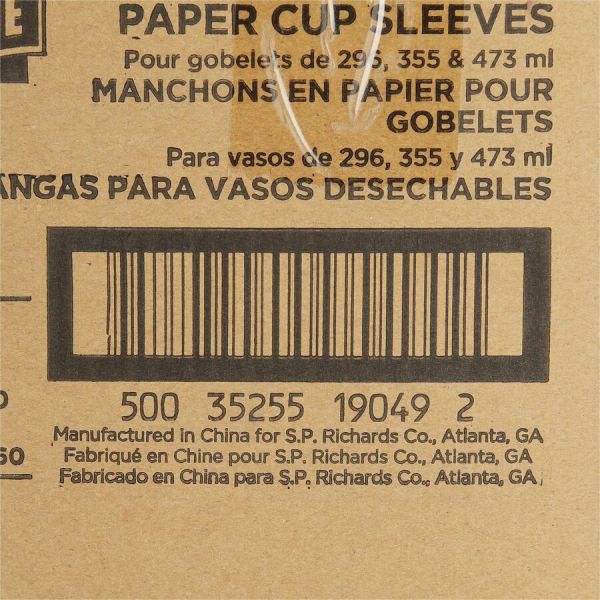 PAPER CUP SLEEVES
Pour gobelets de 296, 355 & 473 ml
MANCHONS EN PAPIER POUR
GOBELETS
Para vasos de 296, 355 y 473 ml
ANGAS PARA VASOS DESECHABLES
500 35255 19049 2
Manufactured in China for S.P. Richards Co., Atlanta, GA
60 Fabriqué en Chine pour S.P. Richards Co., Atlanta, GA
Fabricado en China para S.P. Richards Co., Atlanta, GA